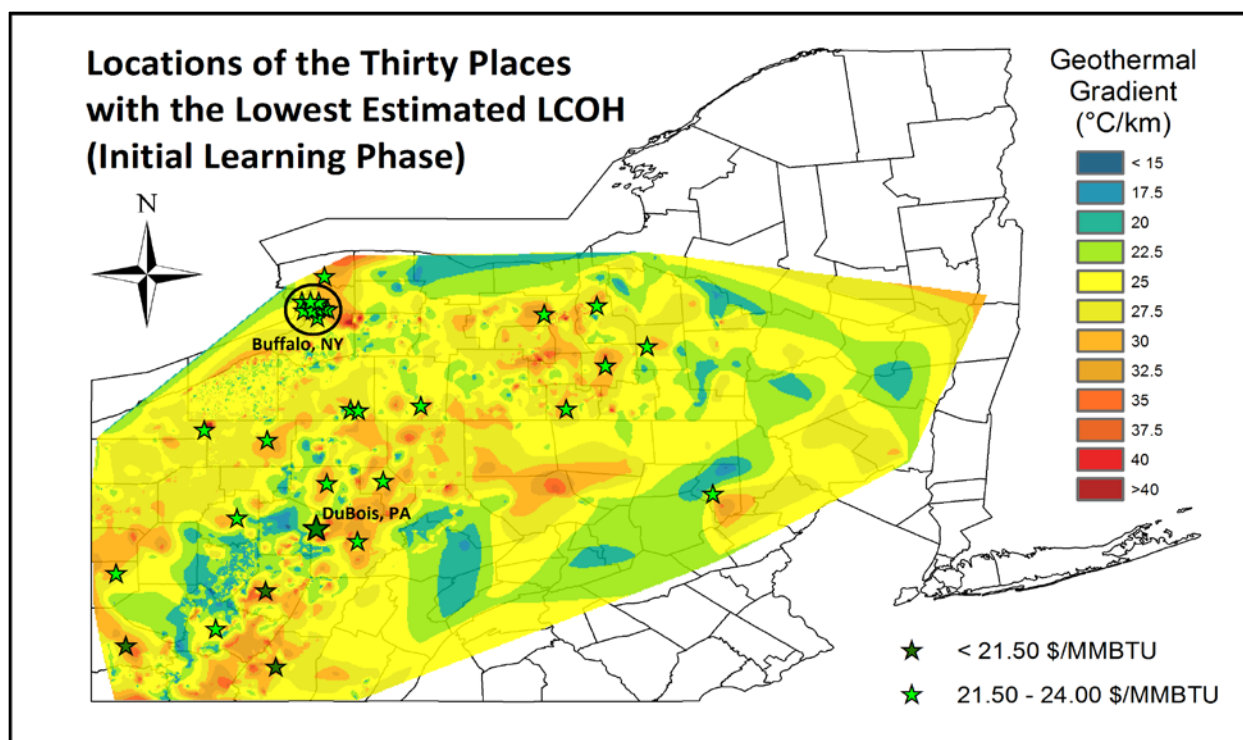 Locations of the Thirty Places
with the Lowest Estimated LCOH
(Initial Learning Phase)
N
Buffalo, NY
DuBois, PA
Geothermal
Gradient
(°C/km)
< 15
17.5
20
22.5
25
27.5
30
32.5
35
37.5
40
>40
< 21.50 $/MMBTU
21.50 - 24.00 $/MMBTU